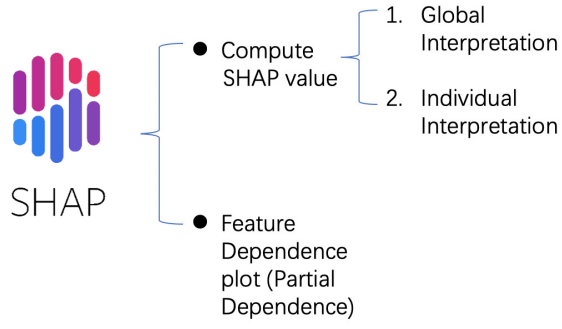 SHAP
● Compute
SHAP value
1. Global
Interpretation
2. Individual
Interpretation
● Feature
Dependence
plot (Partial
Dependence)